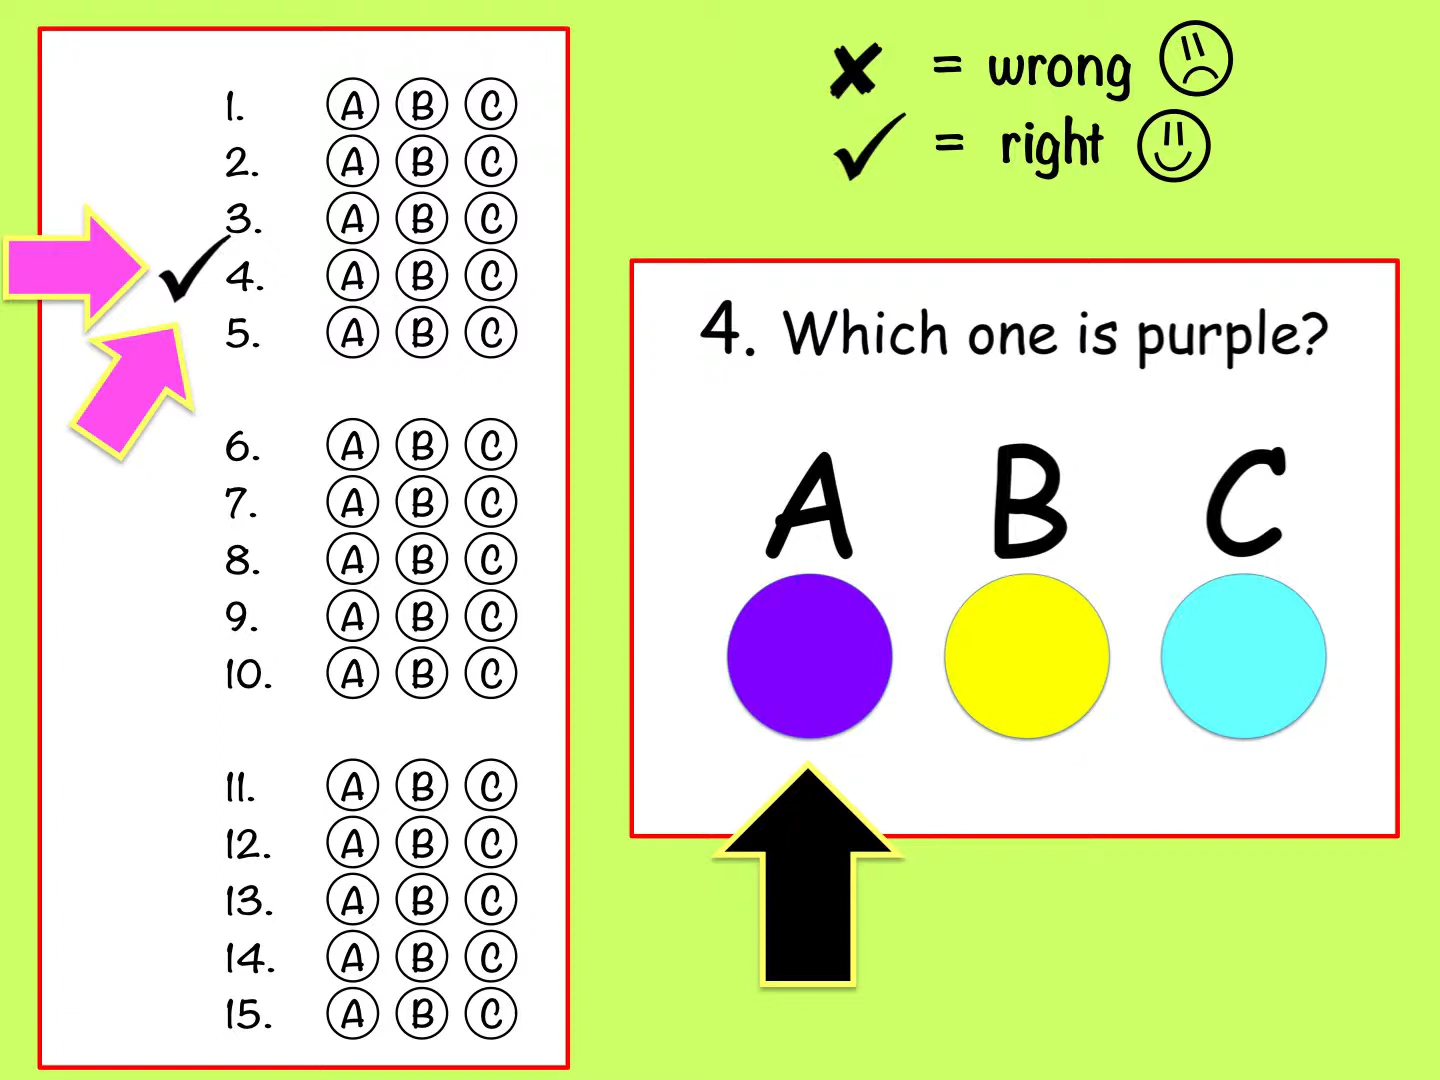 1. A B C
2. A B C
3. A B C
4. A B C
5. A B C
6. A B C
7. A B C
8. A B C
9. A B C
10. A B C
11. A B C
12. A B C
13. A B C
14. A B C
15. A B C
✘ = wrong
✓ = right
4. Which one is purple?
A B C